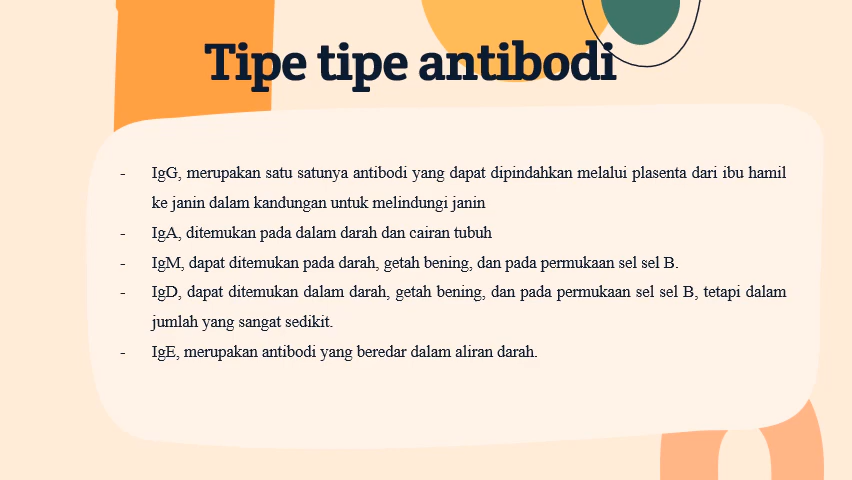 Tipe tipe antibodi
- IgG, merupakan satu satunya antibodi yang dapat dipindahkan melalui plasenta dari ibu hamil
ke janin dalam kandungan untuk melindungi janin
- IgA, ditemukan pada dalam darah dan cairan tubuh
- IgM, dapat ditemukan pada darah, getah bening, dan pada permukaan sel sel B.
- IgD, dapat ditemukan dalam darah, getah bening, dan pada permukaan sel sel B, tetapi dalam
jumlah yang sangat sedikit.
- IgE, merupakan antibodi yang beredar dalam aliran darah.